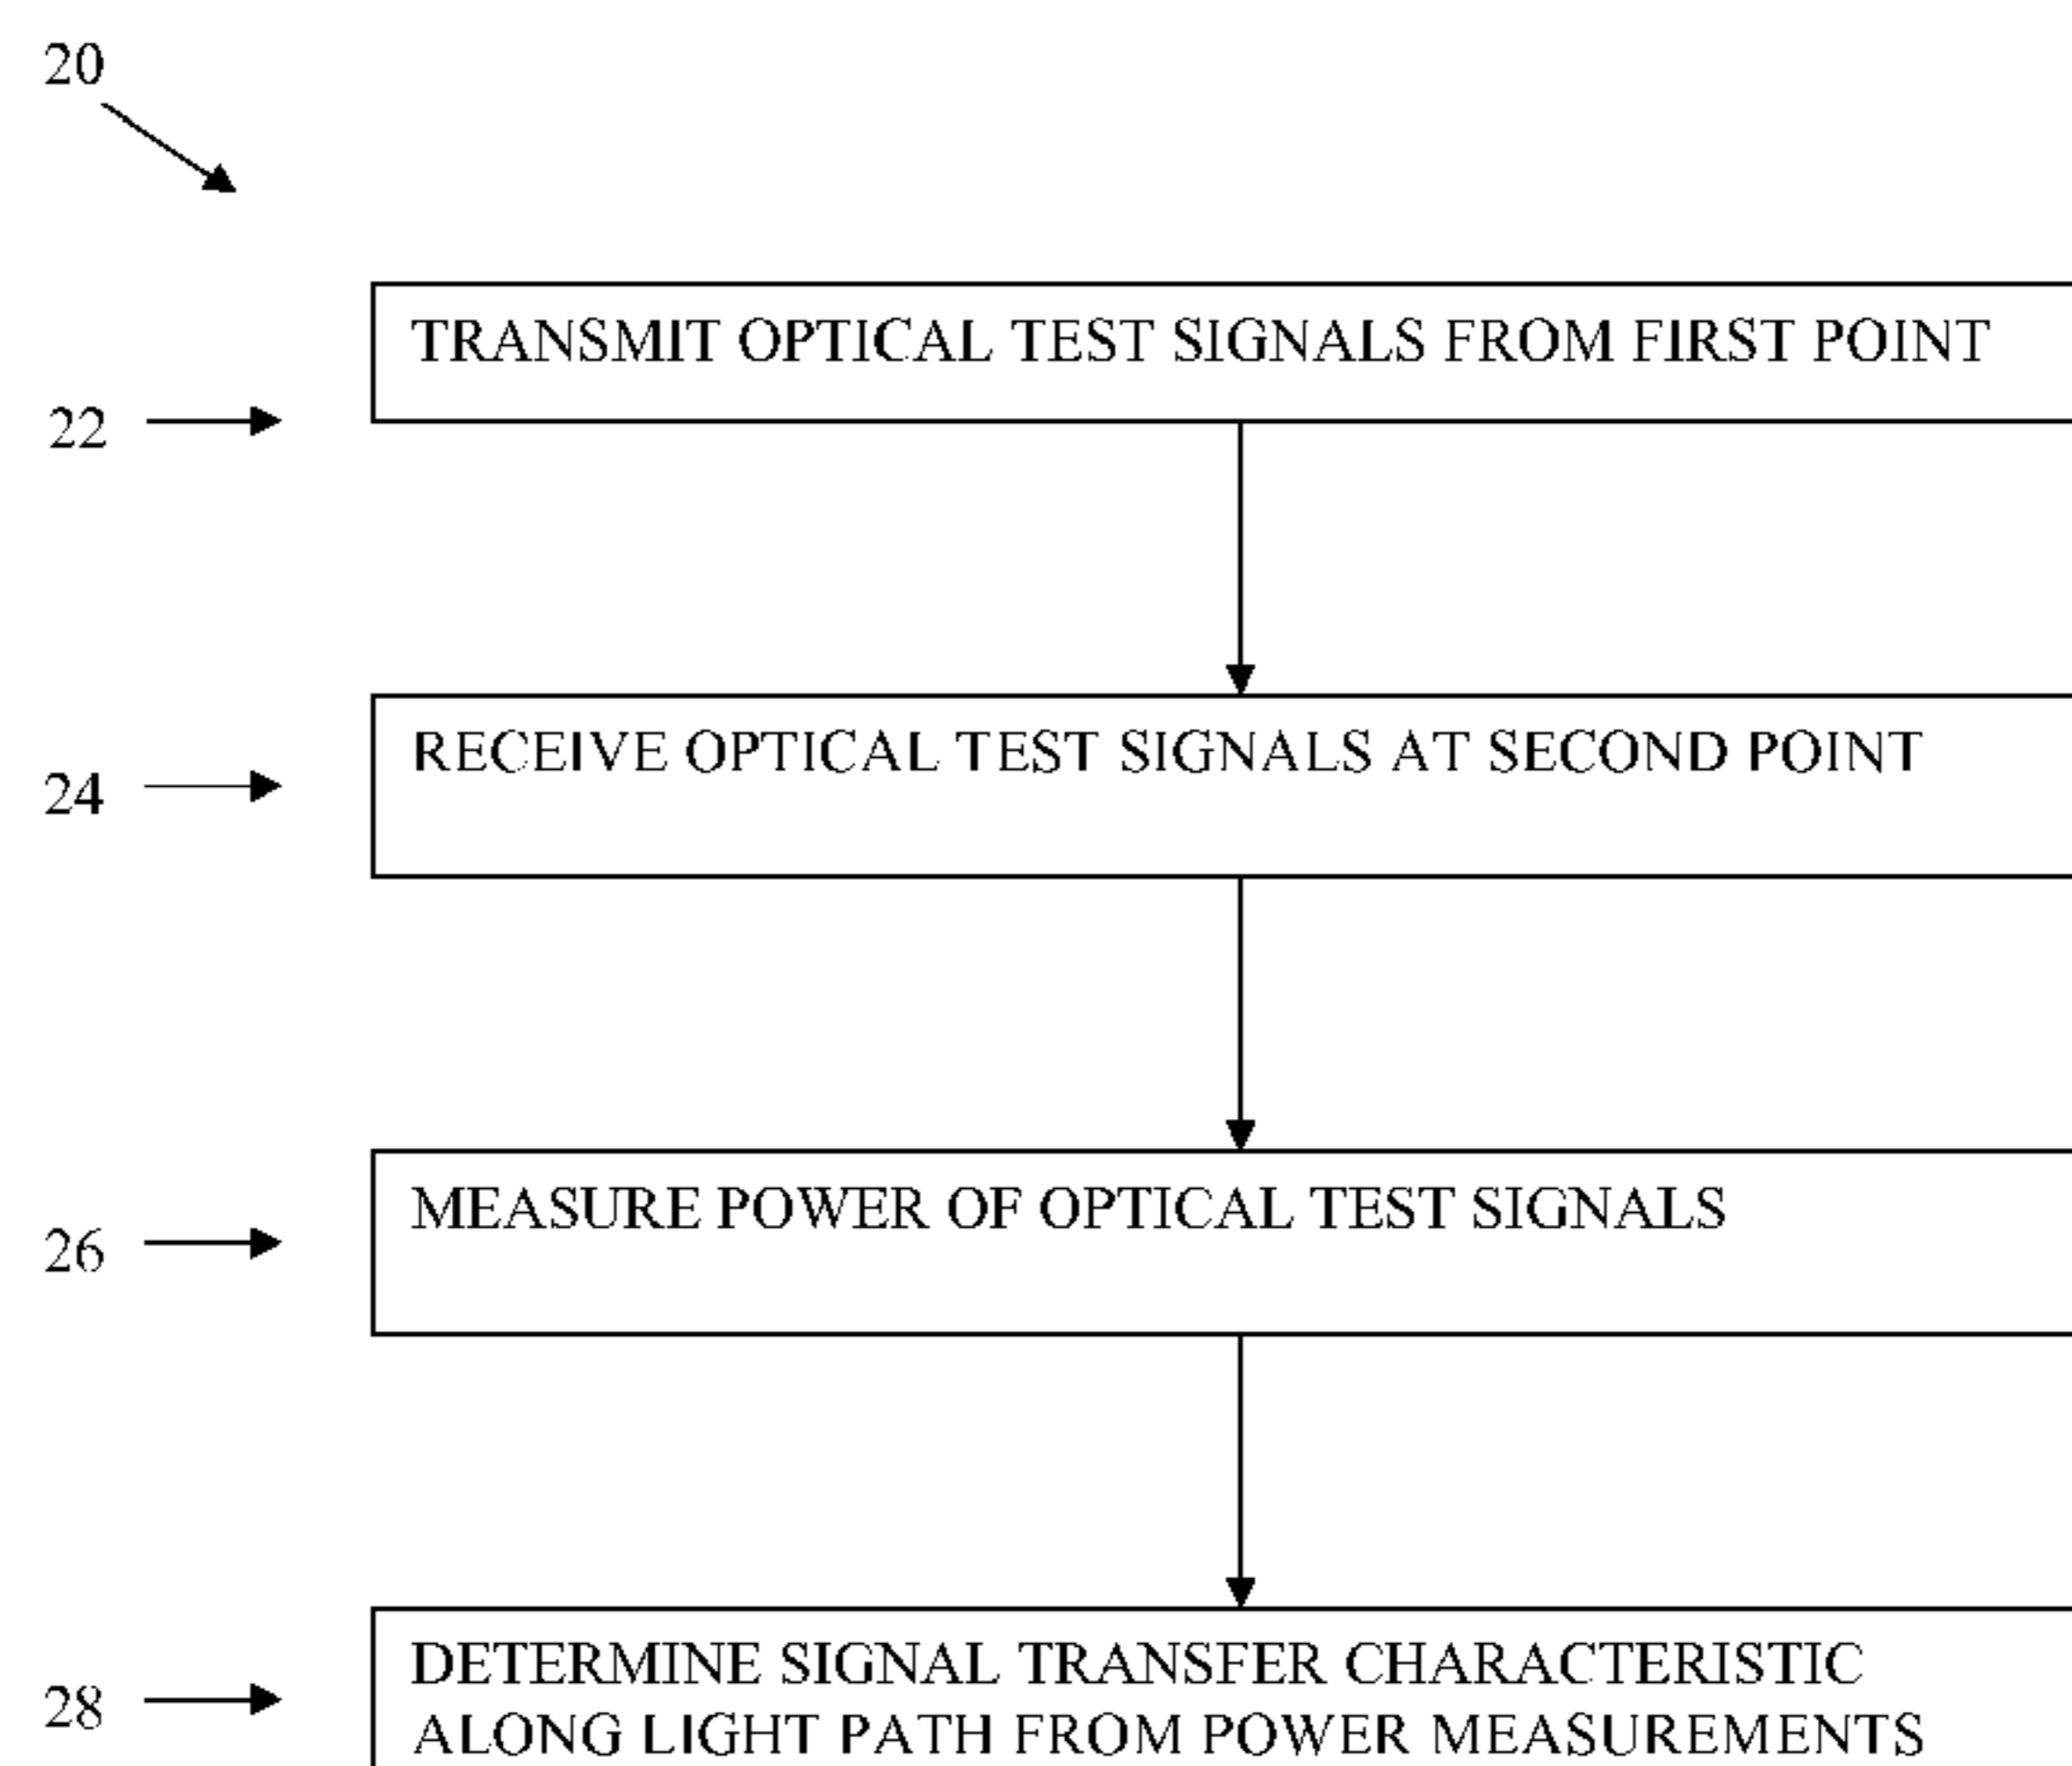 20
TRANSMIT OPTICAL TEST SIGNALS FROM FIRST POINT
22
RECEIVE OPTICAL TEST SIGNALS AT SECOND POINT
24
MEASURE POWER OF OPTICAL TEST SIGNALS
26
DETERMINE SIGNAL TRANSFER CHARACTERISTIC
28
ALONG LIGHT PATH FROM POWER MEASUREMENTS